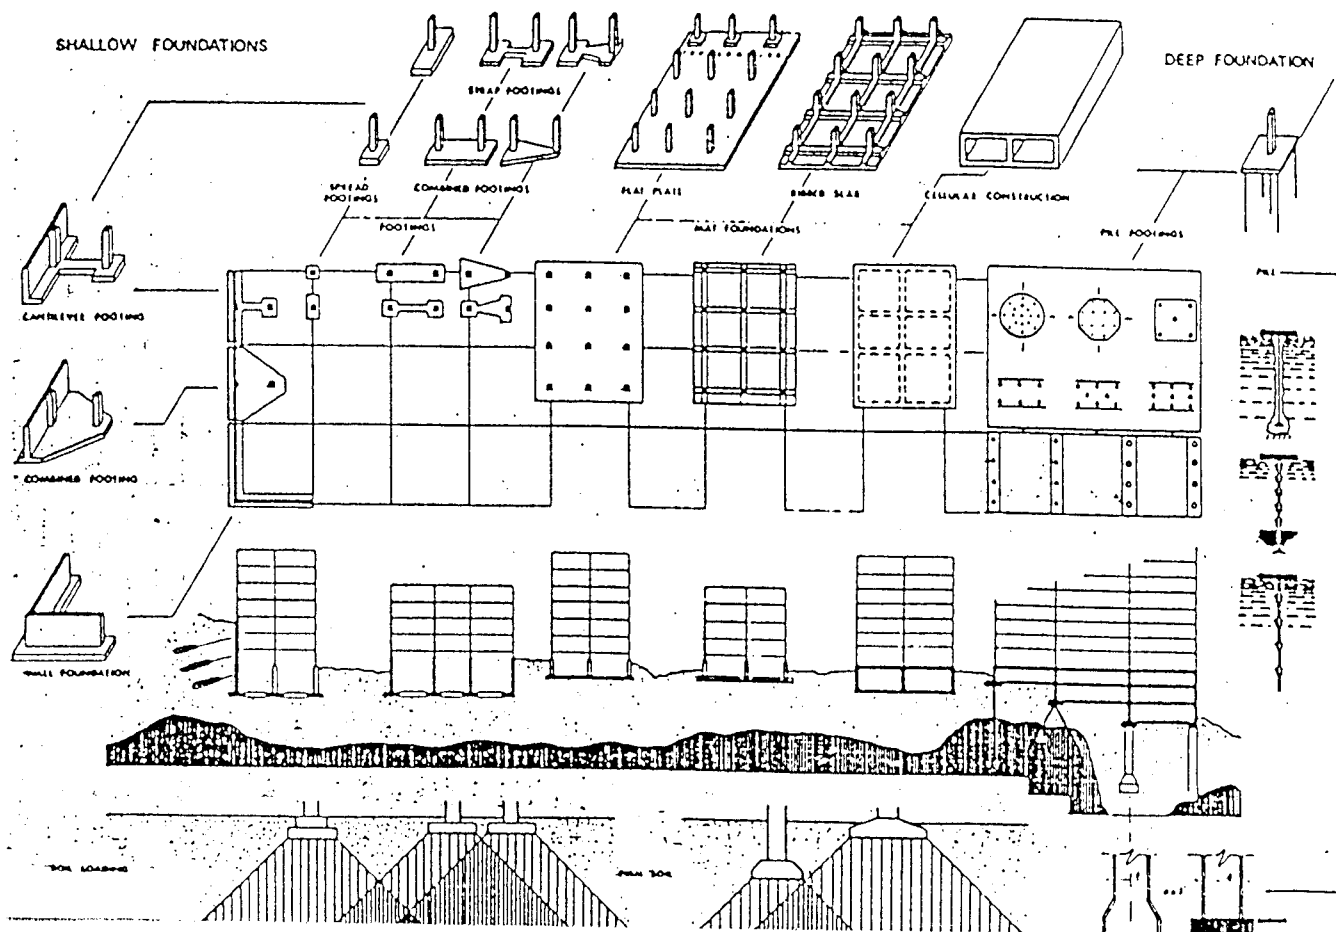 SHALLOW FOUNDATIONS
DEEP FOUNDATION
STRAP FOOTINGS
SPREAD
FOOTINGS
COMBINED FOOTINGS
FLAT PLATE
RIBBED SLAB
CELLULAR CONSTRUCTION
FOOTINGS
MAT FOUNDATIONS
PILE FOOTINGS
PILE
CANTILEVER FOOTING
COMBINED FOOTING
WALL FOUNDATION
SOIL LOADING
SOIL